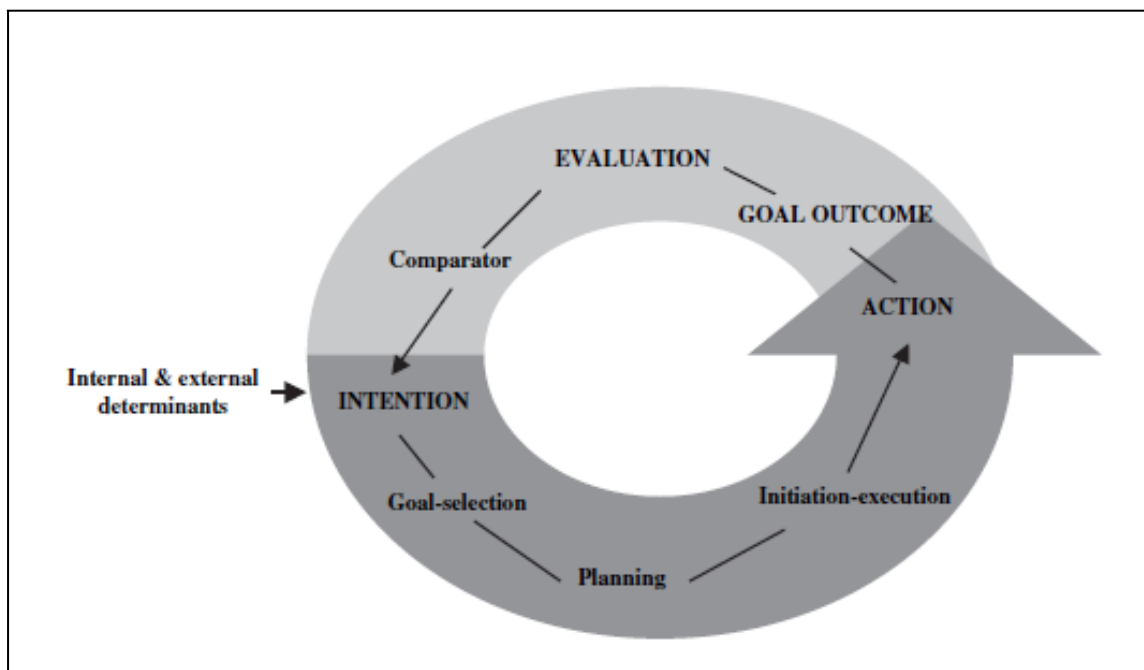 EVALUATION
GOAL OUTCOME
Comparator
ACTION
Internal & external
determinants
INTENTION
Goal-selection
Initiation-execution
Planning